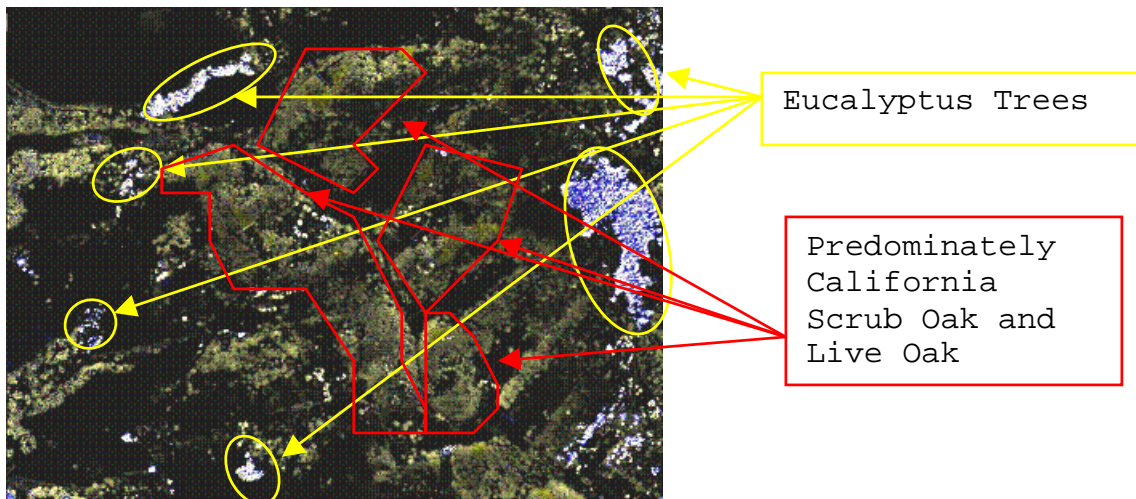 Eucalyptus Trees
Predominately
California
Scrub Oak and
Live Oak